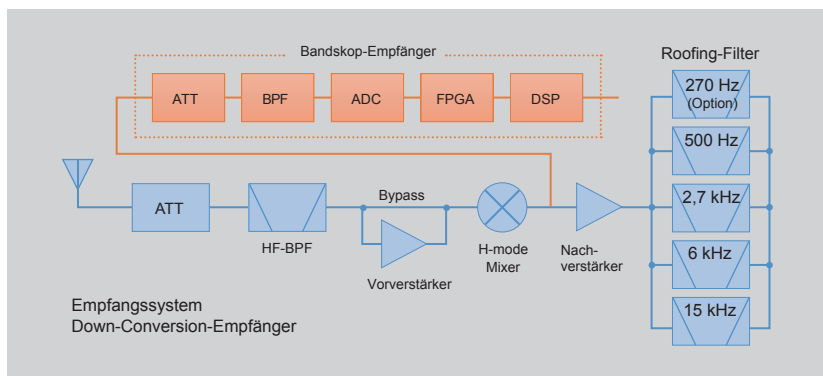 Bandskop-Empfänger
Roofing-Filter
ATT
BPF
ADC
FPGA
DSP
270 Hz
(Option)
500 Hz
2,7 kHz
6 kHz
15 kHz
ATT
HF-BPF
Bypass
Vorverstärker
H-mode
Mixer
Nach-
verstärker
Empfangssystem
Down-Conversion-Empfänger